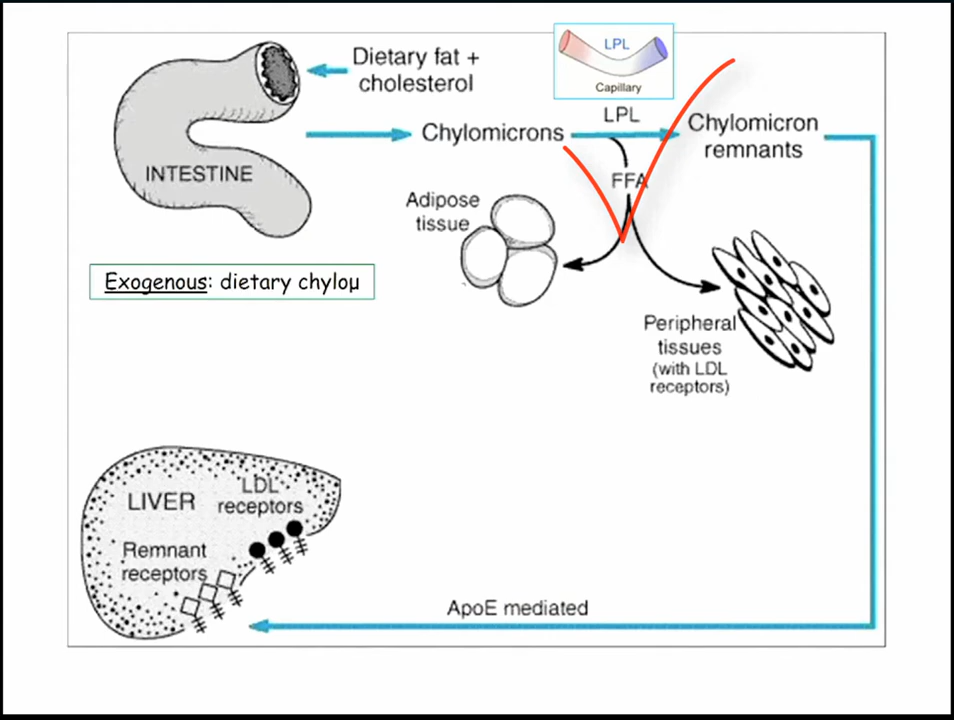 Dietary fat +
cholesterol
LPL
Capillary
LPL
Chylomicrons
Chylomicron
remnants
INTESTINE
FFA
Adipose
tissue
Exogenous: dietary chyloµ
Peripheral
tissues
(with LDL
receptors)
LIVER
LDL
receptors
Remnant
receptors
ApoE mediated